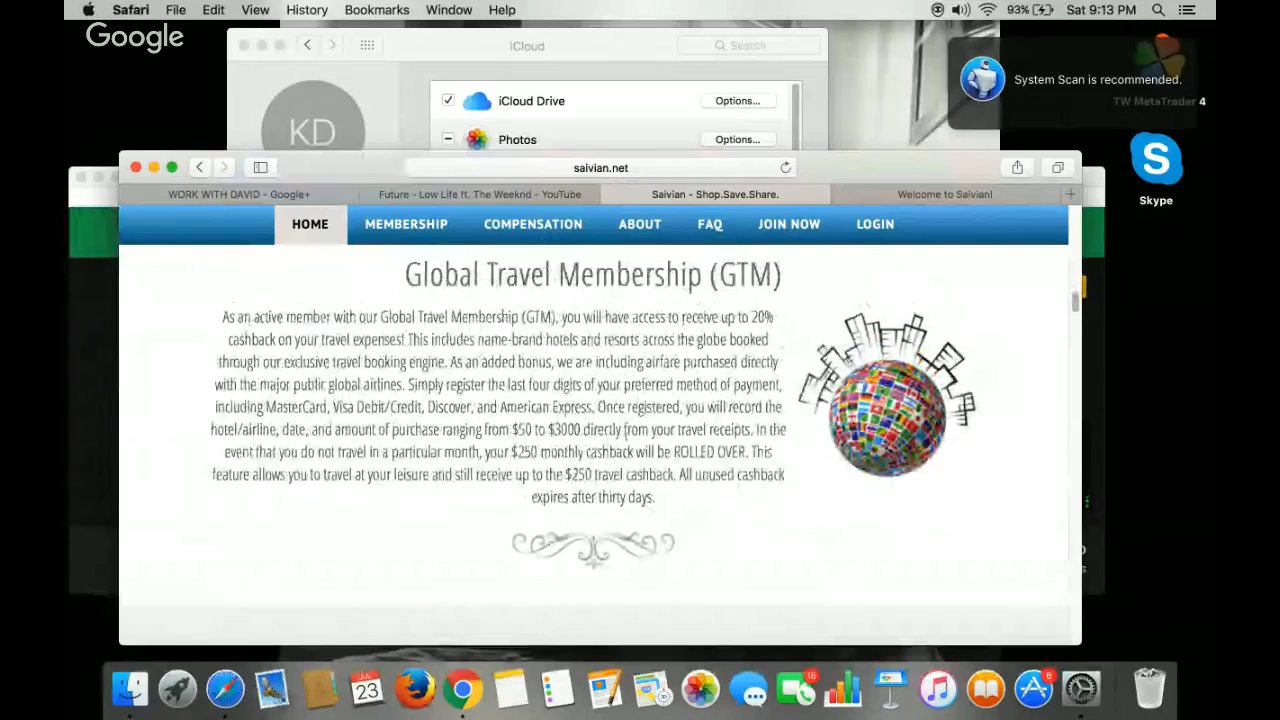 Safari File Edit View History Bookmarks Window Help 93% Sat 9:13 PM
Google
iCloud
Search
System Scan is recommended.
TW MetaTrader 4
KD
iCloud Drive Options...
Photos Options...
saivian.net
Skype
WORK WITH DAVID - Google+ Future - Low Life ft. The Weeknd - YouTube Saivian - Shop.Save.Share. Welcome to Saivian!
HOME MEMBERSHIP COMPENSATION ABOUT FAQ JOIN NOW LOGIN
Global Travel Membership (GTM)
As an active member with our Global Travel Membership (GTM), you will have access to receive up to 20%
cashback on your travel expenses! This includes name-brand hotels and resorts across the globe booked
through our exclusive travel booking engine. As an added bonus, we are including airfare purchased directly
with the major public global airlines. Simply register the last four digits of your preferred method of payment,
including MasterCard, Visa Debit/Credit, Discover, and American Express. Once registered, you will record the
hotel/airline, date, and amount of purchase ranging from $50 to $3000 directly from your travel receipts. In the
event that you do not travel in a particular month, your $250 monthly cashback will be ROLLED OVER. This
feature allows you to travel at your leisure and still receive up to the $250 travel cashback. All unused cashback
expires after thirty days.
23